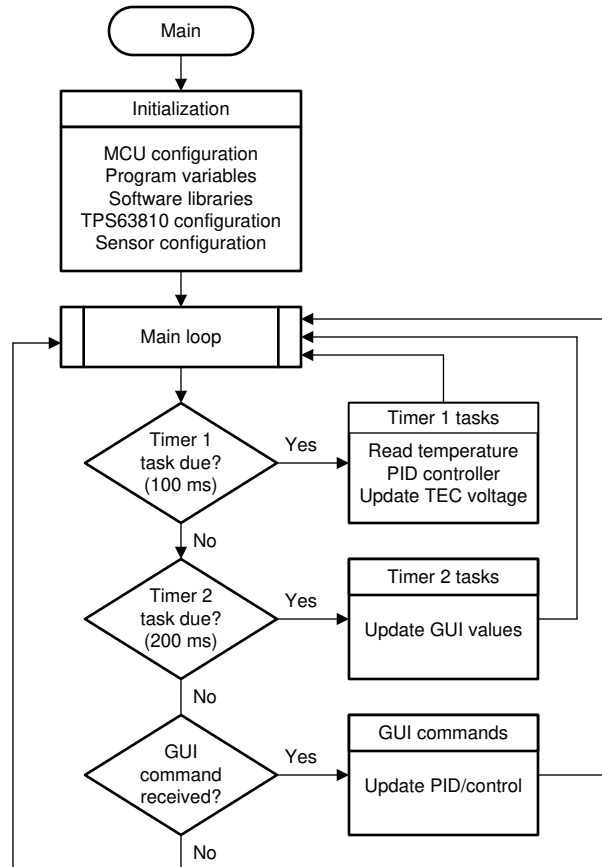 Main
Initialization
MCU configuration
Program variables
Software libraries
TPS63810 configuration
Sensor configuration
Main loop
Timer 1
task due?
(100 ms)
Yes
No
Timer 1 tasks
Read temperature
PID controller
Update TEC voltage
Timer 2
task due?
(200 ms)
Yes
No
Timer 2 tasks
Update GUI values
GUI
command
received?
Yes
No
GUI commands
Update PID/control